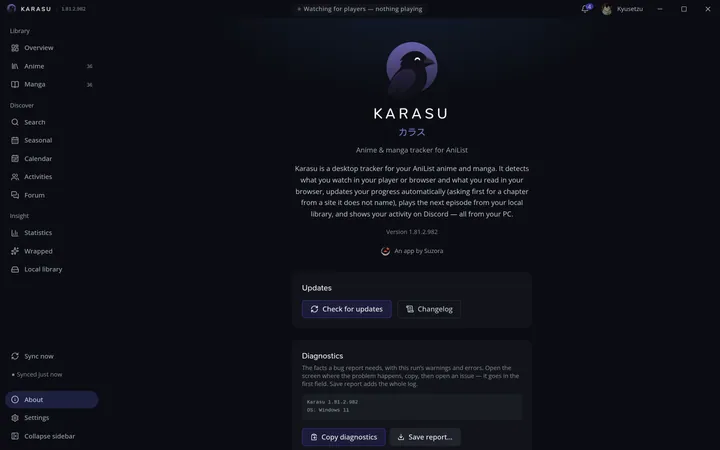 KARASU 1.81.2.982
Watching for players — nothing playing
4
Kyusetzu
Library
Overview
Anime 36
Manga 36
Discover
Search
Seasonal
Calendar
Activities
Forum
Insight
Statistics
Wrapped
Local library
Sync now
Synced just now
About
Settings
Collapse sidebar
KARASU
カラス
Anime & manga tracker for AniList
Karasu is a desktop tracker for your AniList anime and manga. It detects
what you watch in your player or browser and what you read in your
browser, updates your progress automatically (asking first for a chapter
from a site it does not name), plays the next episode from your local
library, and shows your activity on Discord — all from your PC.
Version 1.81.2.982
An app by Suzora
Updates
Check for updates
Changelog
Diagnostics
The facts a bug report needs, with this run's warnings and errors. Open the
screen where the problem happens, copy, then open an issue — it goes in the
first field. Save report adds the whole log.
Karasu 1.81.2.982
OS: Windows 11
Copy diagnostics
Save report...